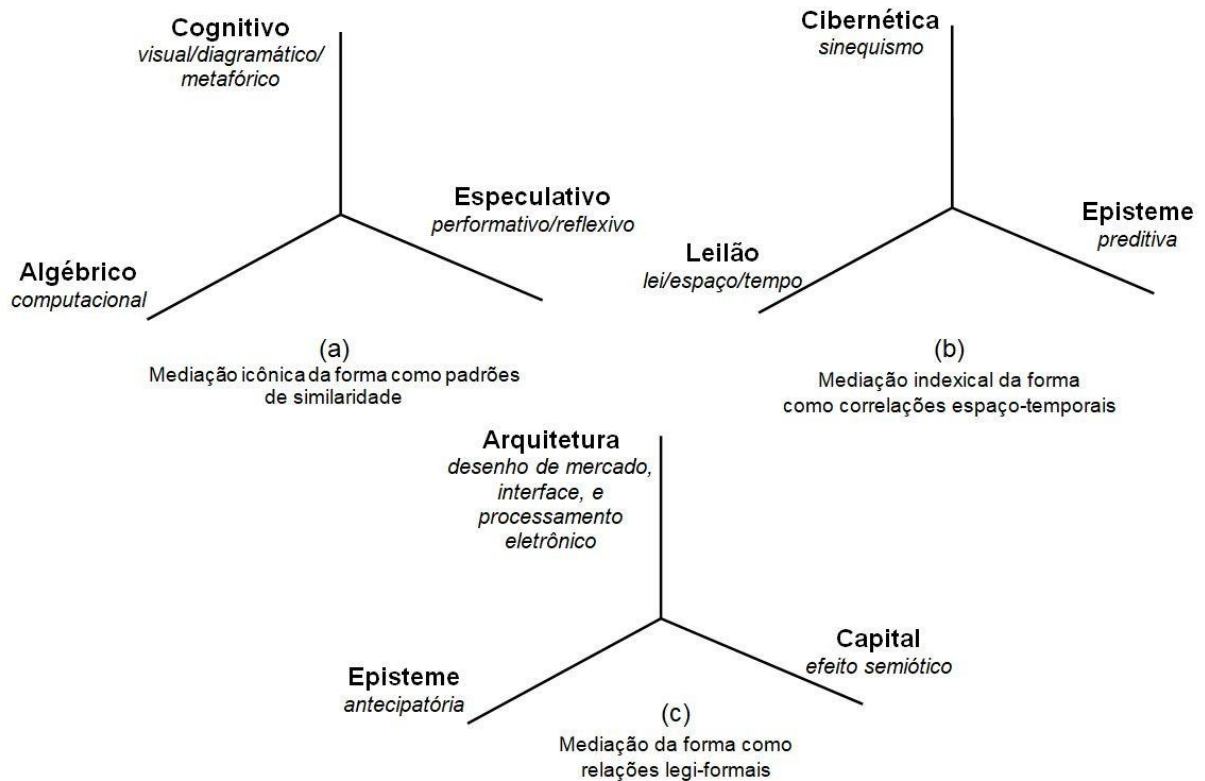 Cognitivo
visual/diagramático/
metafórico
Especulativo
performativo/reflexivo
Algébrico
computacional
(a)
Mediação icônica da forma como padrões
de similaridade
Cibernética
sinequismo
Episteme
preditiva
Leilão
lei/espaço/tempo
(b)
Mediação indexical da forma
como correlações espaço-temporais
Arquitetura
desenho de mercado,
interface, e
processamento
eletrônico
Capital
efeito semiótico
Episteme
antecipatória
(c)
Mediação da forma como
relações legi-formais